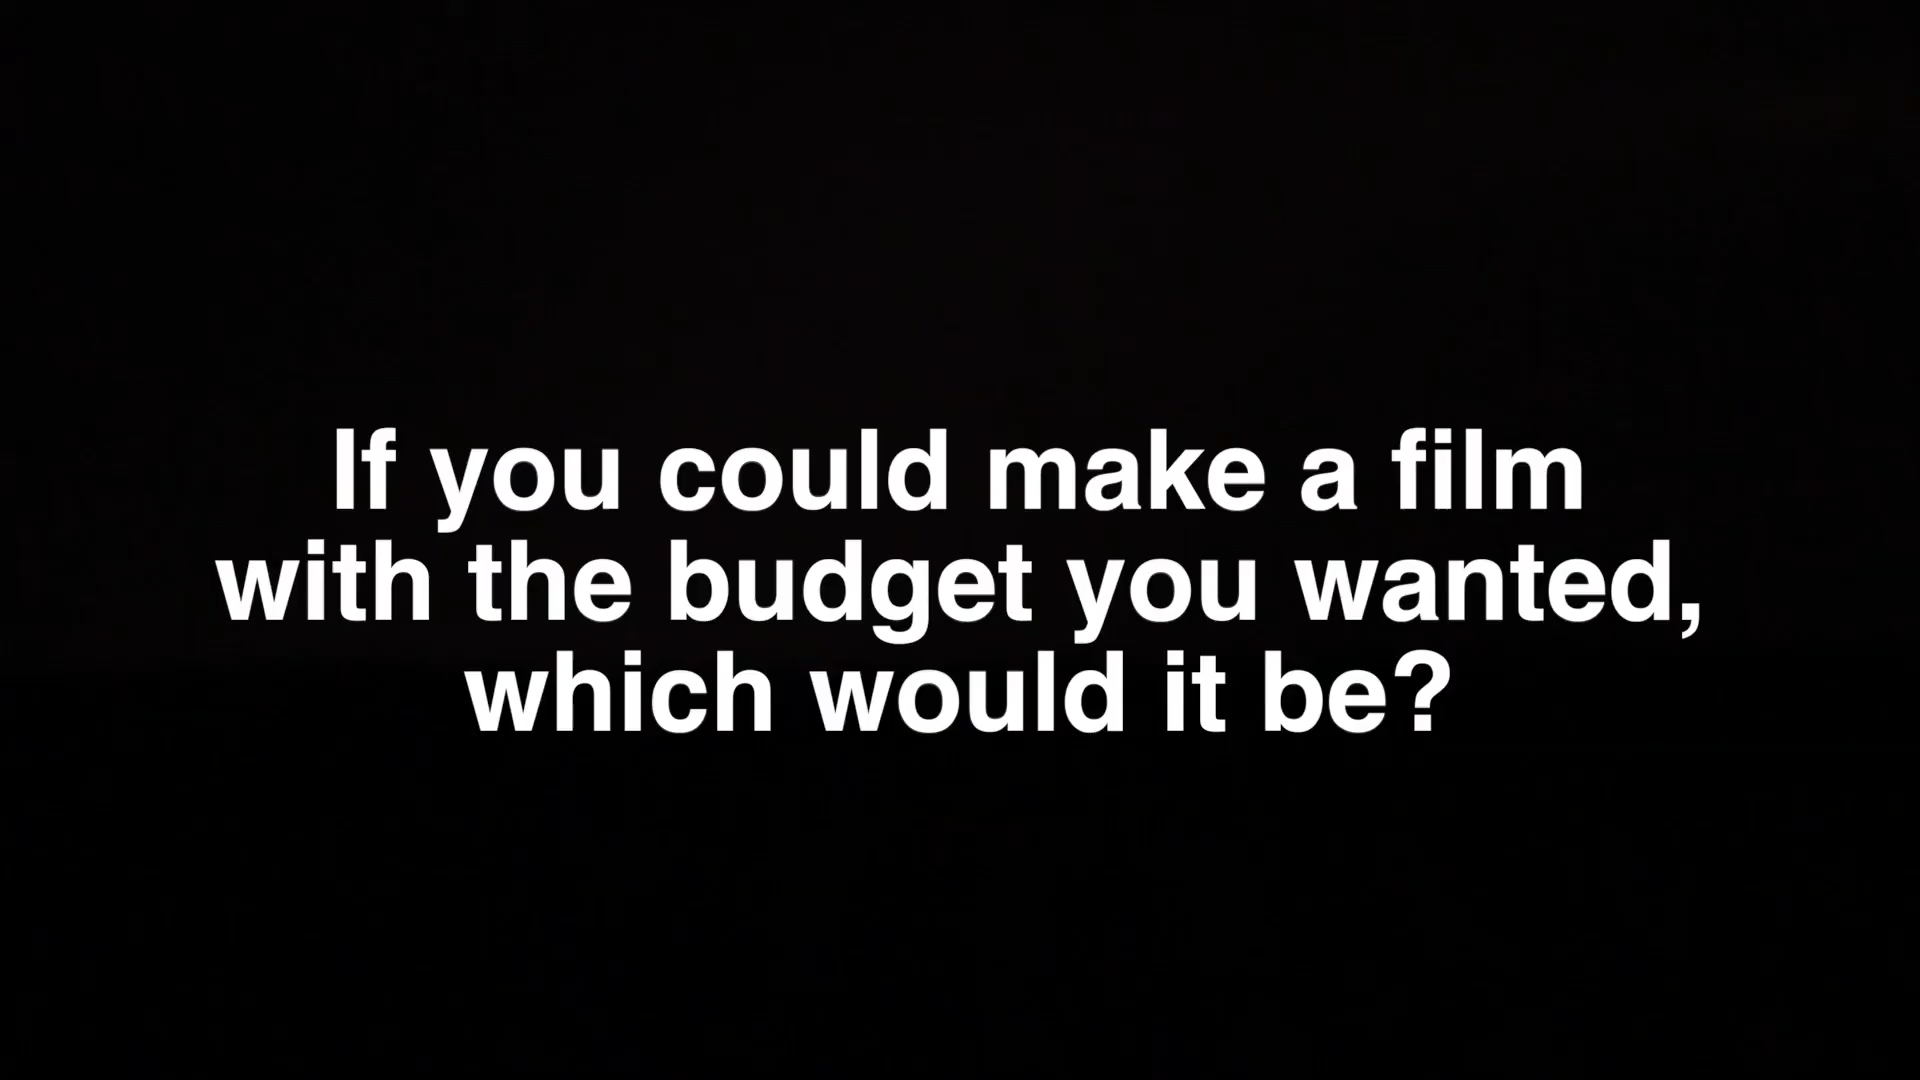 If you could make a film
with the budget you wanted,
which would it be?